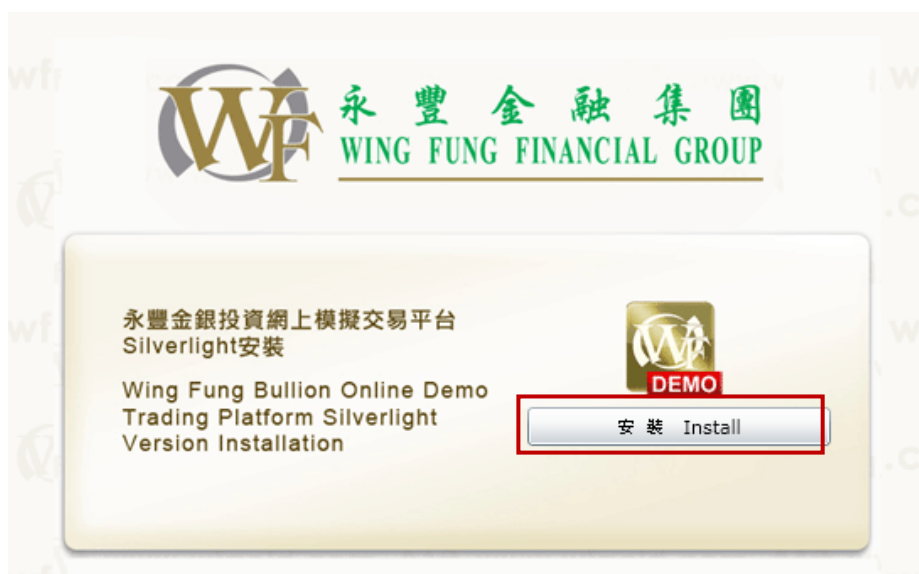 WF 永豐金融集團
WING FUNG FINANCIAL GROUP
永豐金銀投資網上模擬交易平台
Silverlight安裝
Wing Fung Bullion Online Demo
Trading Platform Silverlight
Version Installation
WF
DEMO
安 裝 Install